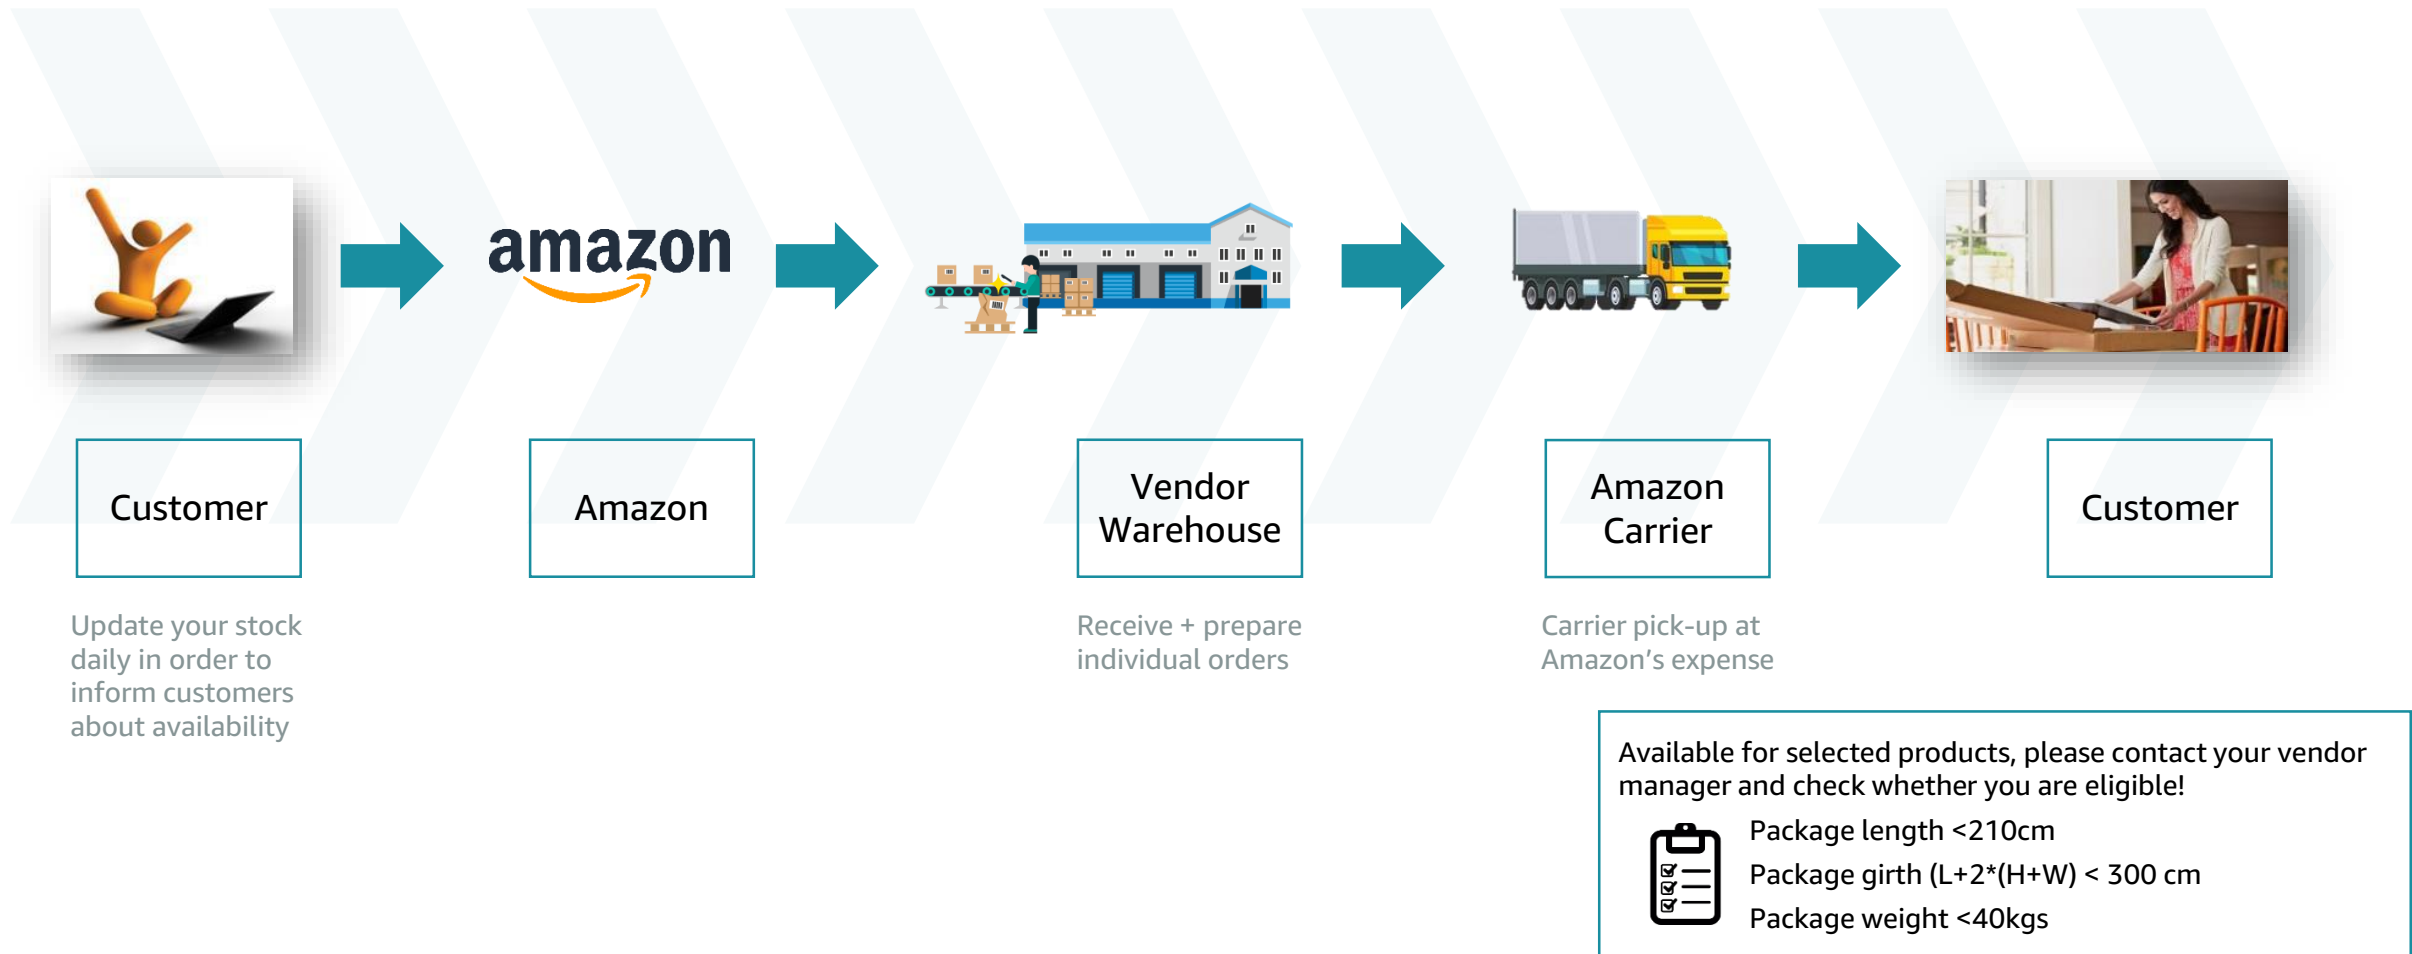 amazon
Customer
Amazon
Vendor
Warehouse
Amazon
Carrier
Customer
Update your stock
daily in order to
inform customers
about availability
Receive + prepare
individual orders
Carrier pick-up at
Amazon's expense
Available for selected products, please contact your vendor
manager and check whether you are eligible!
Package length <210cm
Package girth (L+2*(H+W) < 300 cm
Package weight <40kgs